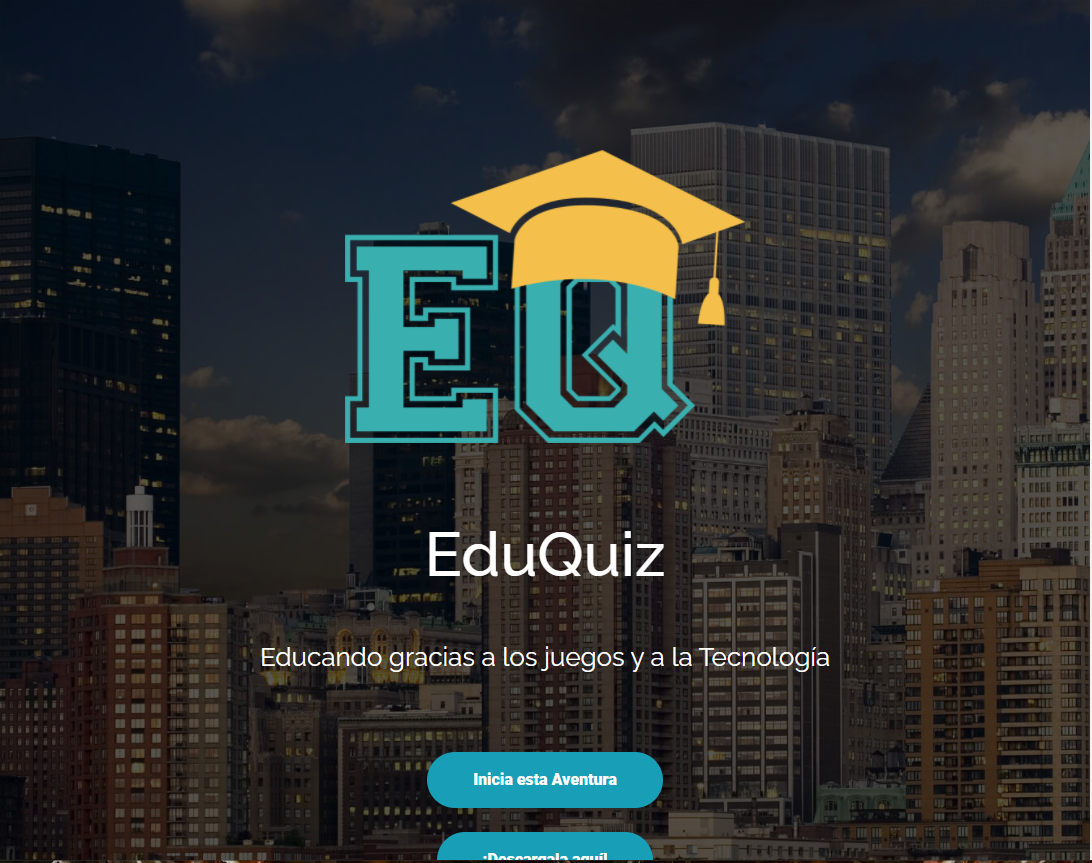 EQ
EduQuiz
Educando gracias a los juegos y a la Tecnología
Inicia esta Aventura
¡Descargala aquí!